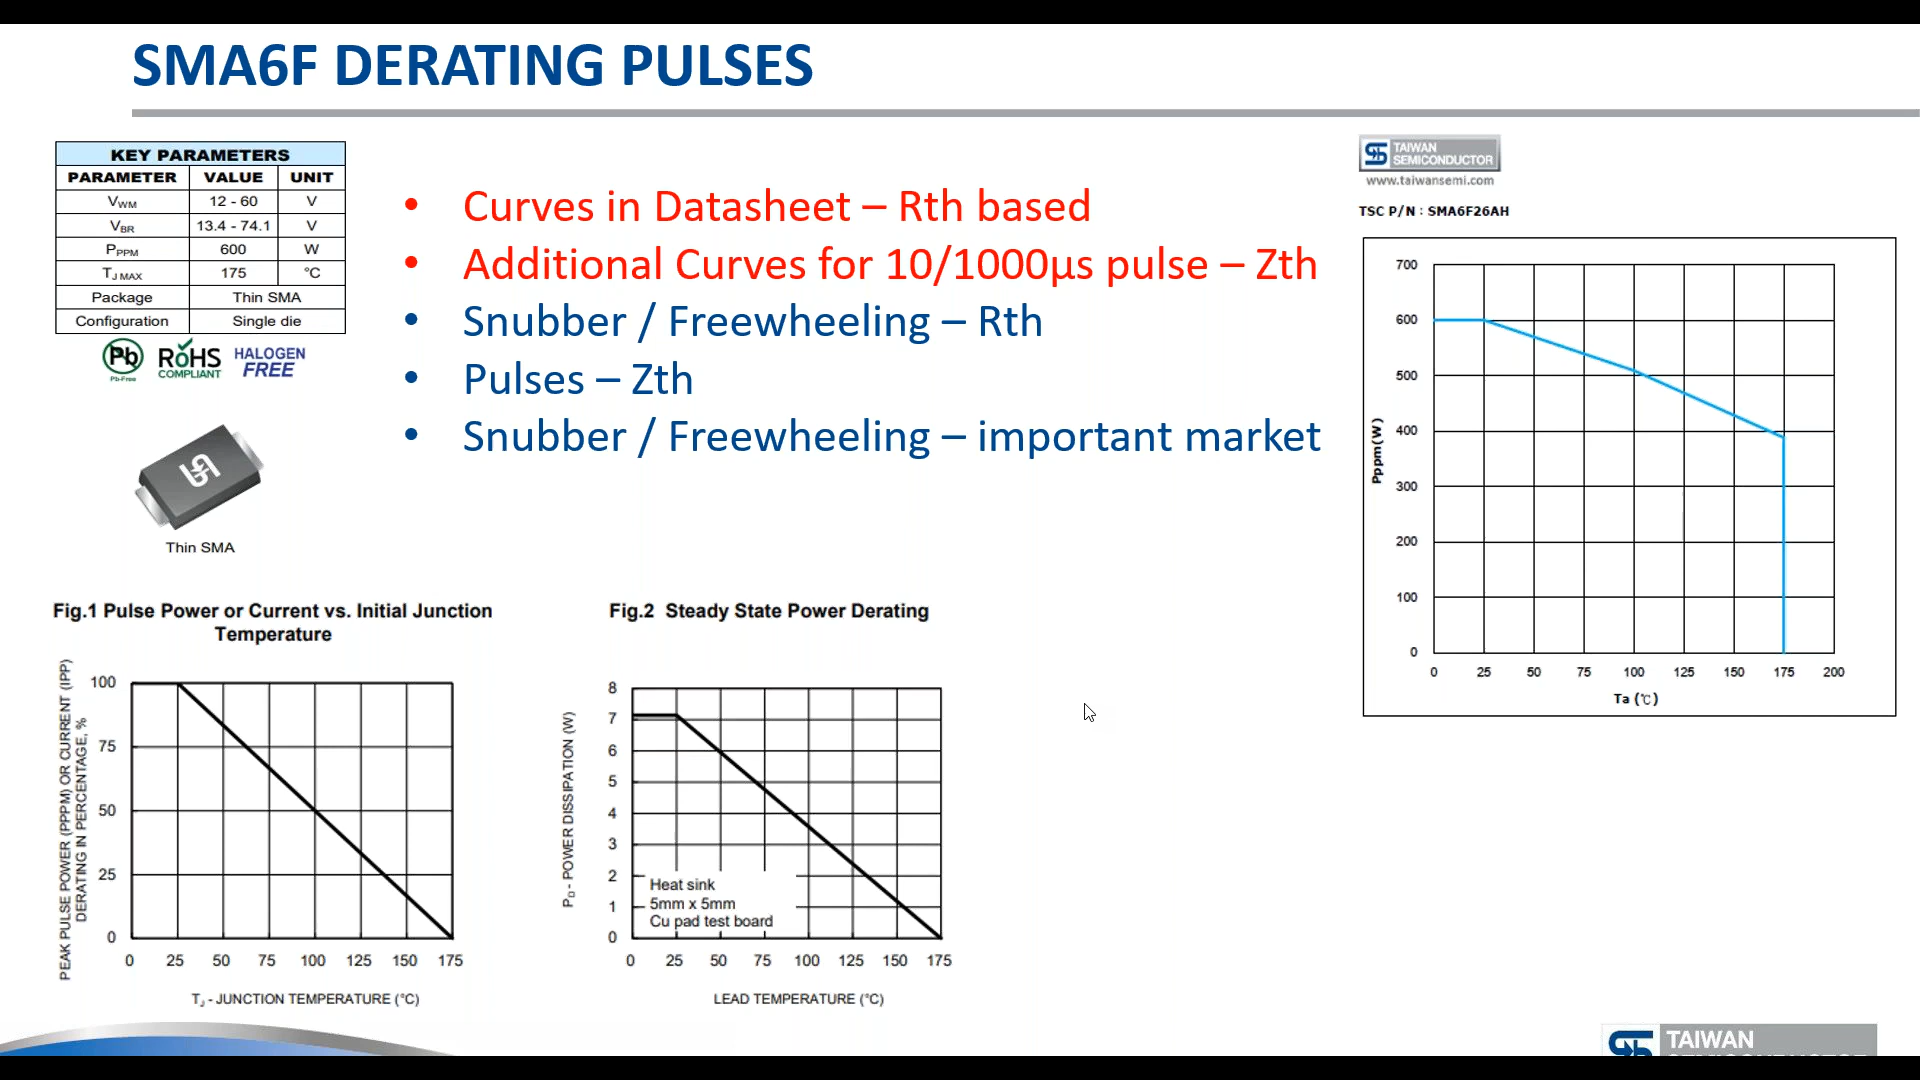 SMA6F DERATING PULSES
KEY PARAMETERS
PARAMETER VALUE UNIT
VWM 12 - 60 V
VBR 13.4 - 74.1 V
PPPM 600 W
TJ MAX 175 °C
Package Thin SMA
Configuration Single die
Pb
Pb-Free
RoHS
COMPLIANT
HALOGEN
FREE
Thin SMA
• Curves in Datasheet – Rth based
• Additional Curves for 10/1000µs pulse – Zth
• Snubber / Freewheeling – Rth
• Pulses – Zth
• Snubber / Freewheeling – important market
TAIWAN
SEMICONDUCTOR
www.taiwansemi.com
TSC P/N : SMA6F26AH
700
600
500
400
300
200
100
0
Pppm(W)
0 25 50 75 100 125 150 175 200
Ta (℃)
Fig.1 Pulse Power or Current vs. Initial Junction
Temperature
PEAK PULSE POWER (PPPM) OR CURRENT (IPP)
DERATING IN PERCENTAGE, %
100
75
50
25
0
0 25 50 75 100 125 150 175
TJ - JUNCTION TEMPERATURE (°C)
Fig.2 Steady State Power Derating
PD - POWER DISSIPATION (W)
8
7
6
5
4
3
2
1
0
Heat sink
5mm x 5mm
Cu pad test board
0 25 50 75 100 125 150 175
LEAD TEMPERATURE (°C)
TAIWAN